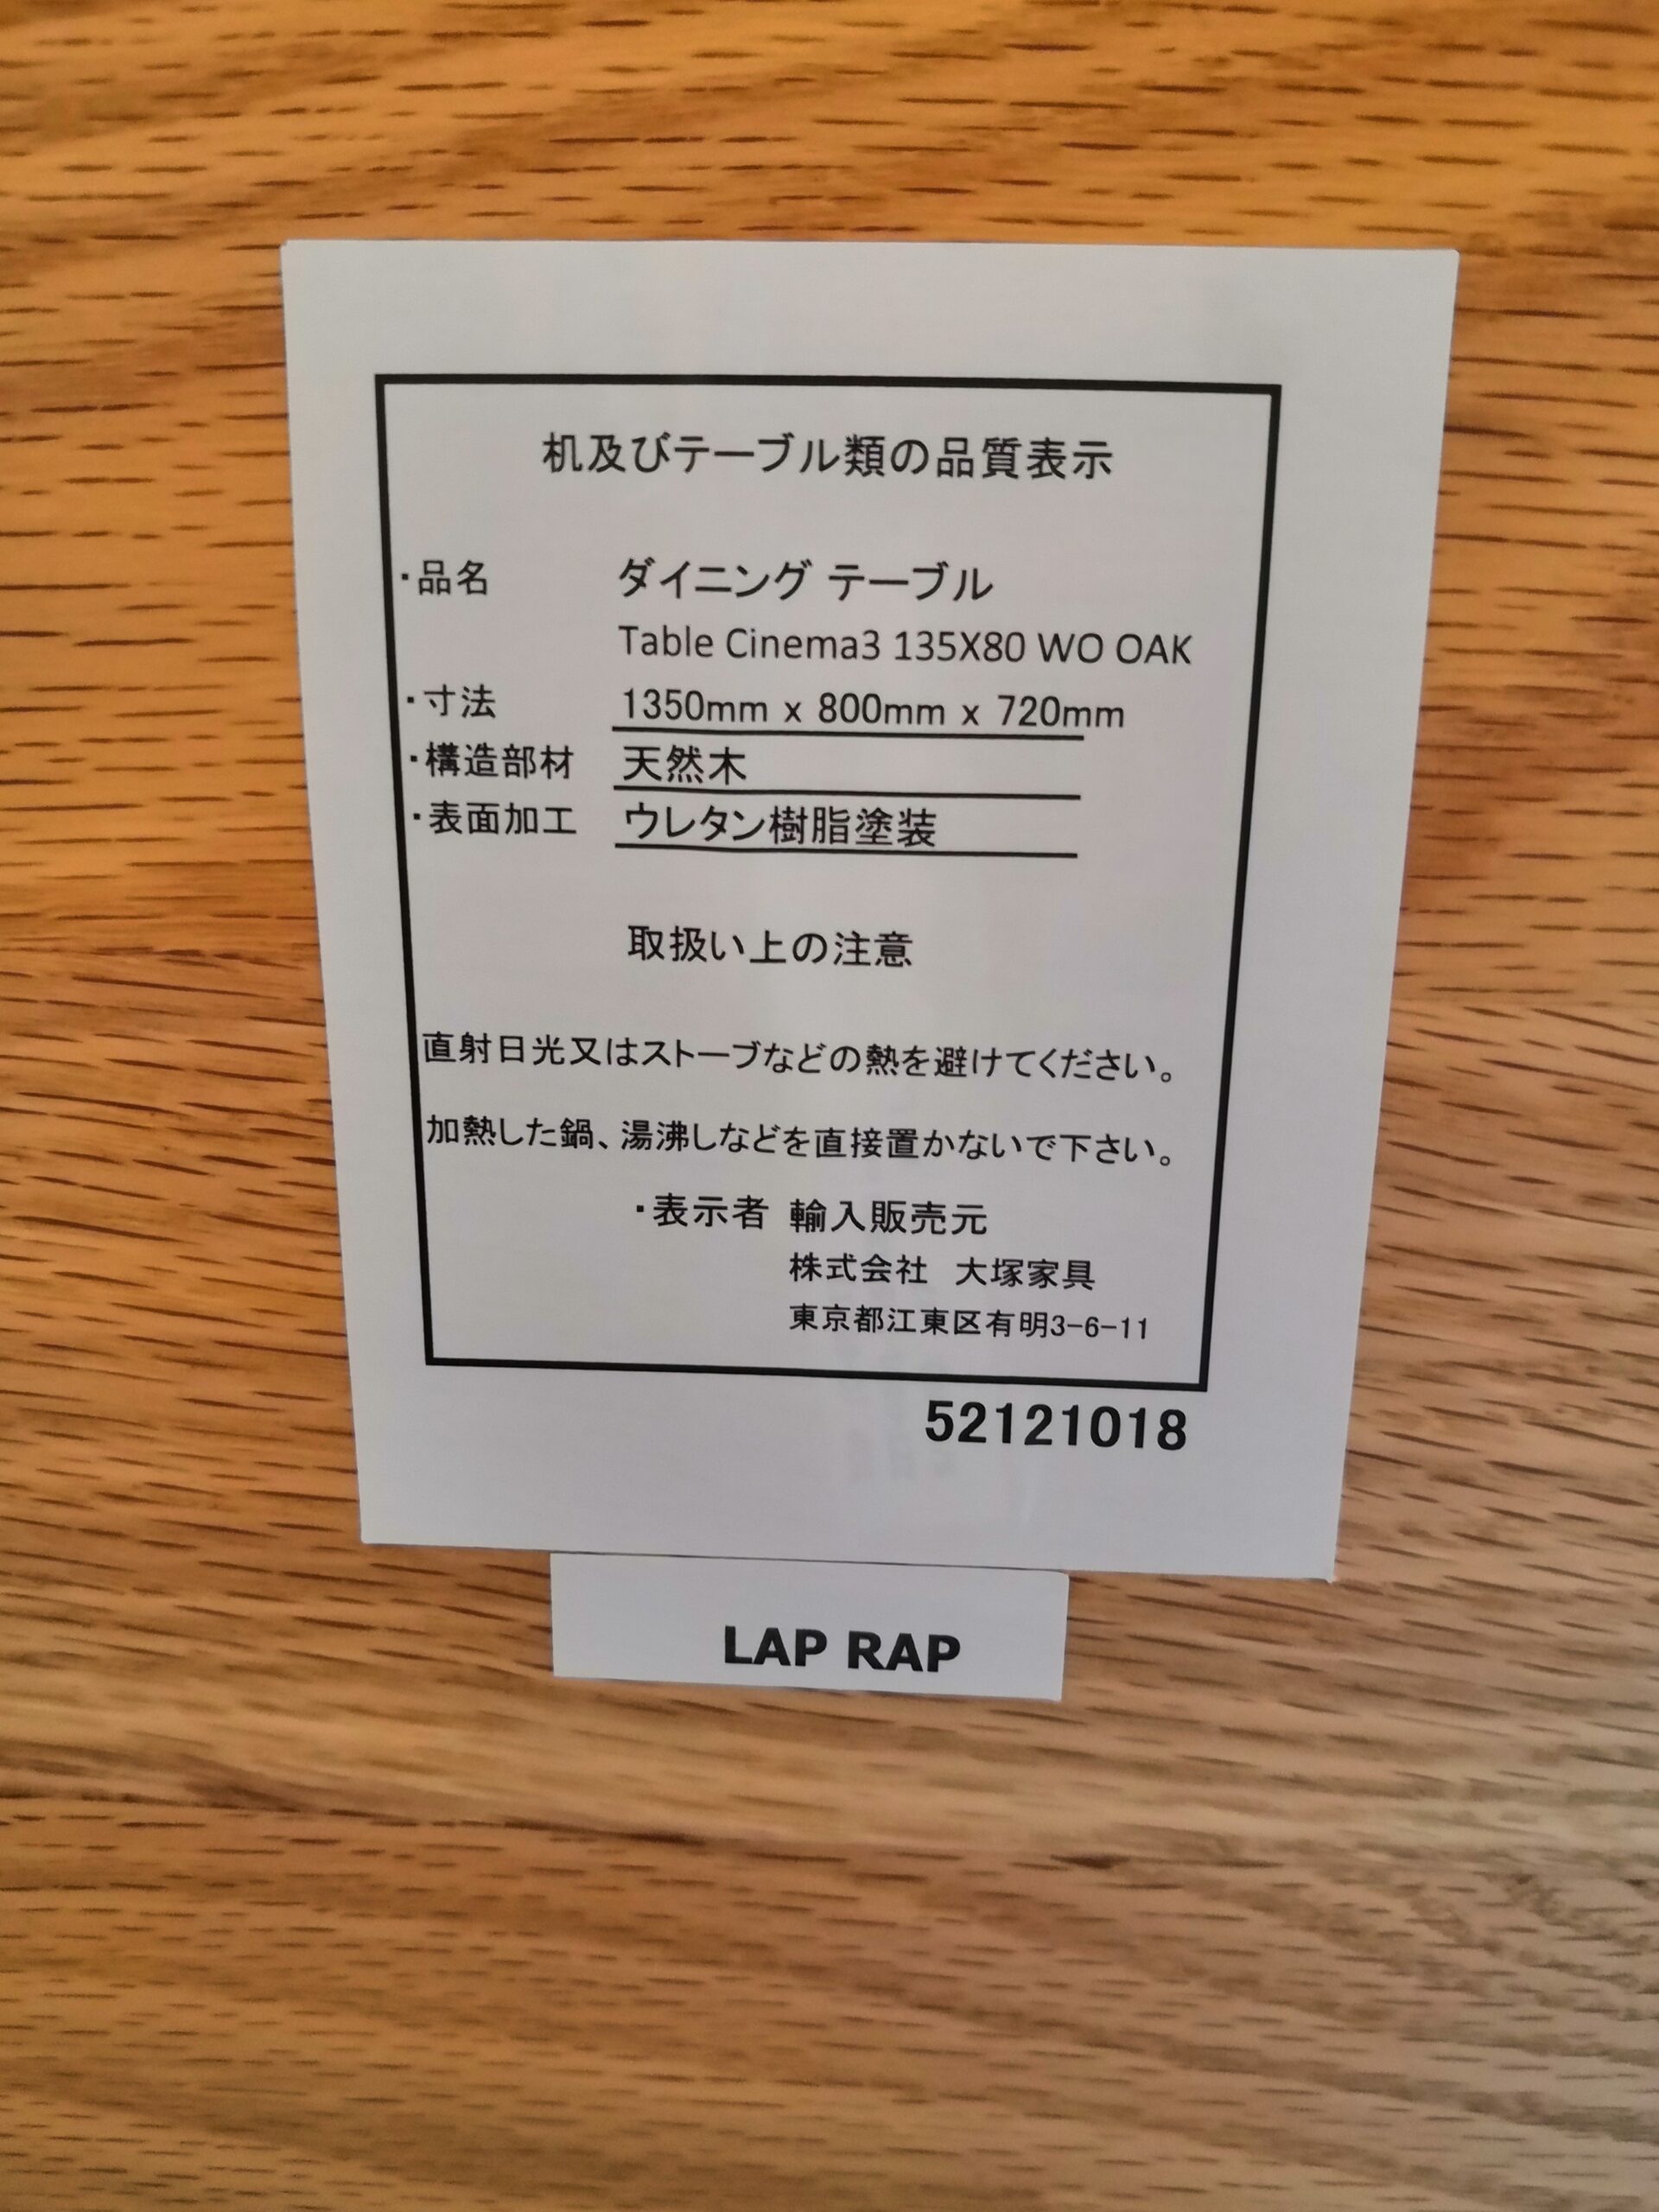 机及びテーブル類の品質表示
・品名 ダイニング テーブル
Table Cinema3 135X80 WO OAK
・寸法 1350mm x 800mm x 720mm
・構造部材 天然木
・表面加工 ウレタン樹脂塗装
取扱い上の注意
直射日光又はストーブなどの熱を避けてください。
加熱した鍋、湯沸しなどを直接置かないで下さい。
・表示者 輸入販売元
株式会社 大塚家具
東京都江東区有明3-6-11
52121018
LAP RAP